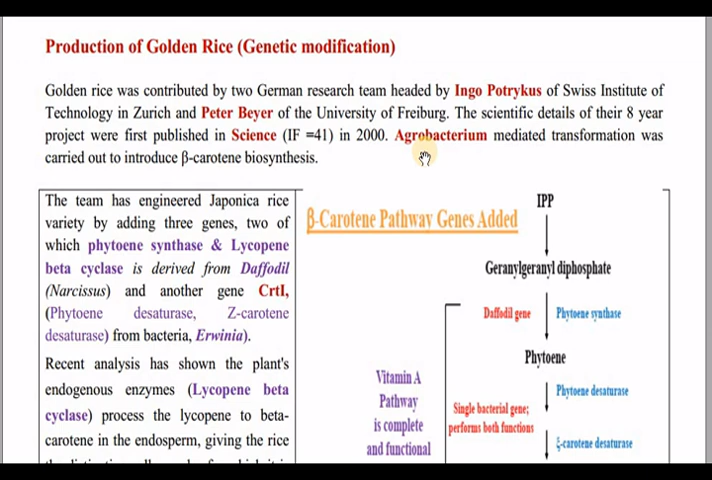 Production of Golden Rice (Genetic modification)
Golden rice was contributed by two German research team headed by Ingo Potrykus of Swiss Institute of
Technology in Zurich and Peter Beyer of the University of Freiburg. The scientific details of their 8 year
project were first published in Science (IF =41) in 2000. Agrobacterium mediated transformation was
carried out to introduce β-carotene biosynthesis.
The team has engineered Japonica rice
variety by adding three genes, two of
which phytoene synthase & Lycopene
beta cyclase is derived from Daffodil
(Narcissus) and another gene CrtI,
(Phytoene desaturase, Z-carotene
desaturase) from bacteria, Erwinia).
Recent analysis has shown the plant's
endogenous enzymes (Lycopene beta
cyclase) process the lycopene to beta-
carotene in the endosperm, giving the rice
β-Carotene Pathway Genes Added
IPP
Geranylgeranyl diphosphate
Daffodil gene
Phytoene synthase
Phytoene
Vitamin A
Pathway
is complete
and functional
Phytoene desaturase
Single bacterial gene;
performs both functions
ξ-carotene desaturase